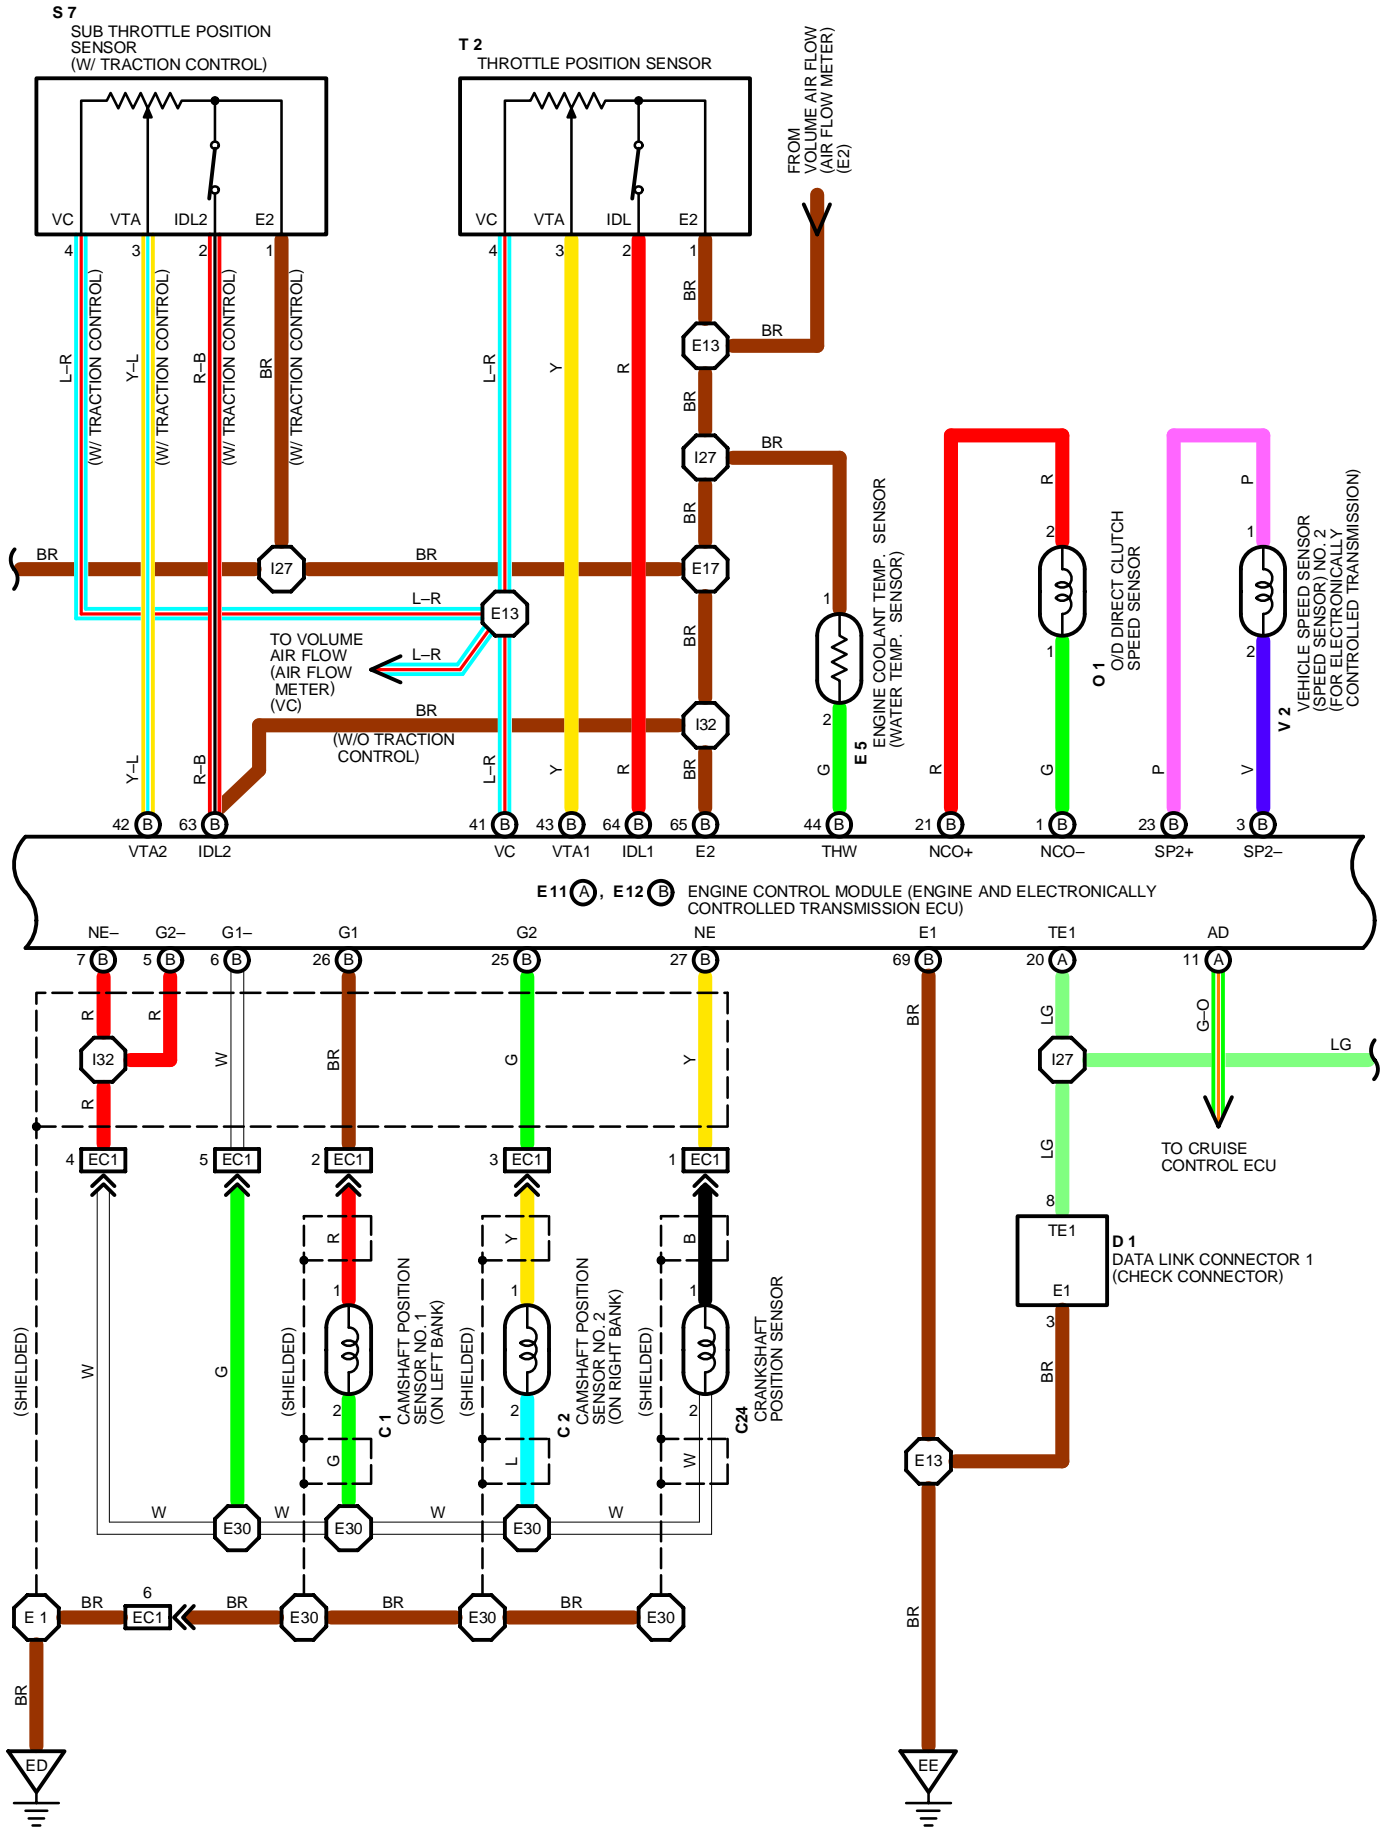 S 7
SUB THROTTLE POSITION
SENSOR
(W/ TRACTION CONTROL)
T 2
THROTTLE POSITION SENSOR
FROM
VOLUME AIR FLOW
(AIR FLOW METER)
(E2)
VC VTA IDL2 E2
VC VTA IDL E2
4 3 2 1
4 3 2 1
L–R
(W/ TRACTION CONTROL)
Y–L
(W/ TRACTION CONTROL)
R–B
(W/ TRACTION CONTROL)
BR
(W/ TRACTION CONTROL)
L–R
Y
R
BR
E13
BR
BR
I27
BR
BR
BR
I27
BR
E17
L–R
E13
BR
TO VOLUME
AIR FLOW
(AIR FLOW
METER)
(VC)
L–R
BR
(W/O TRACTION
CONTROL)
I32
Y–L
R–B
L–R
Y
R
BR
1
2
G
E 5
ENGINE COOLANT TEMP. SENSOR
(WATER TEMP. SENSOR)
R
2
1
R
G
O 1
O/D DIRECT CLUTCH
SPEED SENSOR
P
1
2
P
V
V 2
VEHICLE SPEED SENSOR
(SPEED SENSOR) NO. 2
(FOR ELECTRONICALLY
CONTROLLED TRANSMISSION)
42 B 63 B 41 B 43 B 64 B 65 B 44 B 21 B 1 B 23 B 3 B
VTA2 IDL2 VC VTA1 IDL1 E2 THW NCO+ NCO– SP2+ SP2–
E11 A , E12 B ENGINE CONTROL MODULE (ENGINE AND ELECTRONICALLY
CONTROLLED TRANSMISSION ECU)
NE– G2– G1– G1 G2 NE E1 TE1 AD
7 B 5 B 6 B 26 B 25 B 27 B 69 B 20 A 11 A
R
R
I32
W
BR
G
Y
BR
LG
G–O
I27
LG
R
TO CRUISE
CONTROL ECU
LG
4 EC1 5 EC1 2 EC1 3 EC1 1 EC1
8
TE1
D 1
DATA LINK CONNECTOR 1
(CHECK CONNECTOR)
E1
3
BR
R
Y
B
1
1
1
(SHIELDED)
W
G
(SHIELDED)
C 1
CAMSHAFT POSITION
SENSOR NO. 1
(ON LEFT BANK)
(SHIELDED)
C 2
CAMSHAFT POSITION
SENSOR NO. 2
(ON RIGHT BANK)
(SHIELDED)
C24
CRANKSHAFT
POSITION SENSOR
2
2
2
G
L
W
E13
W E30 W E30 W E30 W
6
E 1 BR EC1 BR E30 BR E30 BR E30
BR
BR
ED
EE